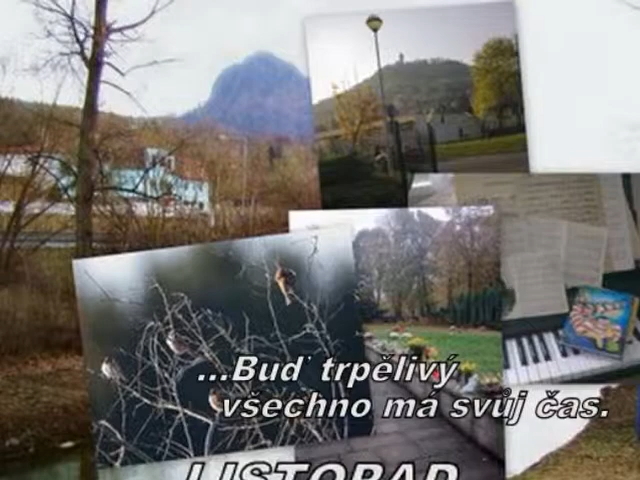 ...Buď trpělivý
všechno má svůj čas.
LISTOPAD